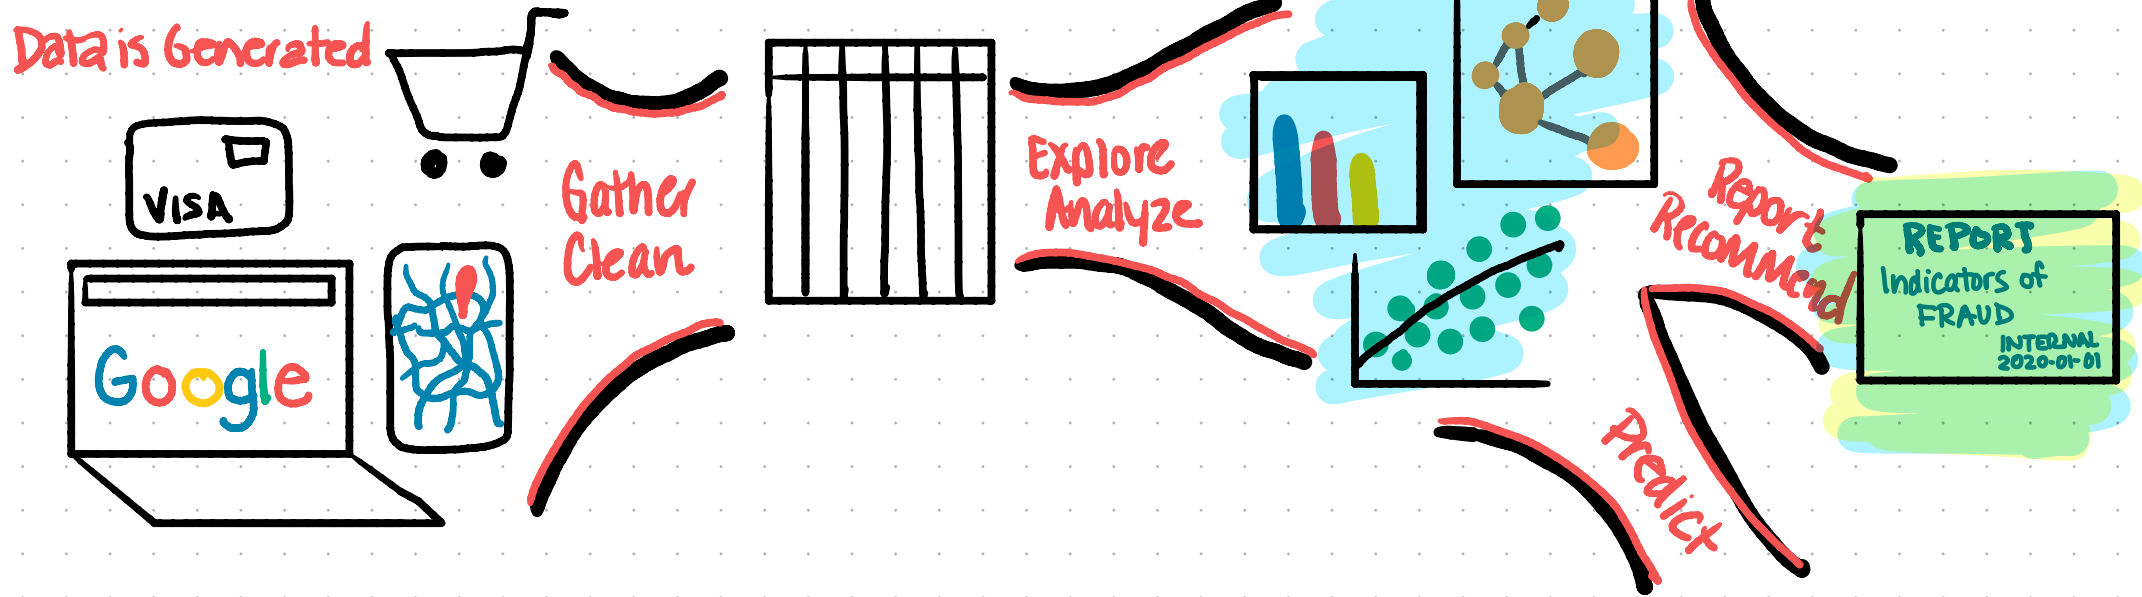 Data is Generated
VISA
Google
Gather
Clean
Explore
Analyze
Report
Recommend
Predict
REPORT
Indicators of
FRAUD
INTERNAL
2020-01-01